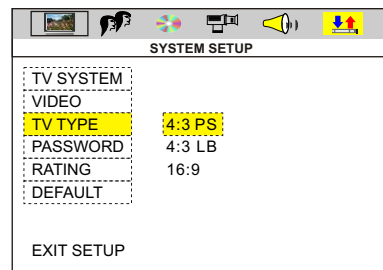 SYSTEM SETUP
TV SYSTEM
VIDEO
TV TYPE 4:3 PS
PASSWORD 4:3 LB
RATING 16:9
DEFAULT
EXIT SETUP